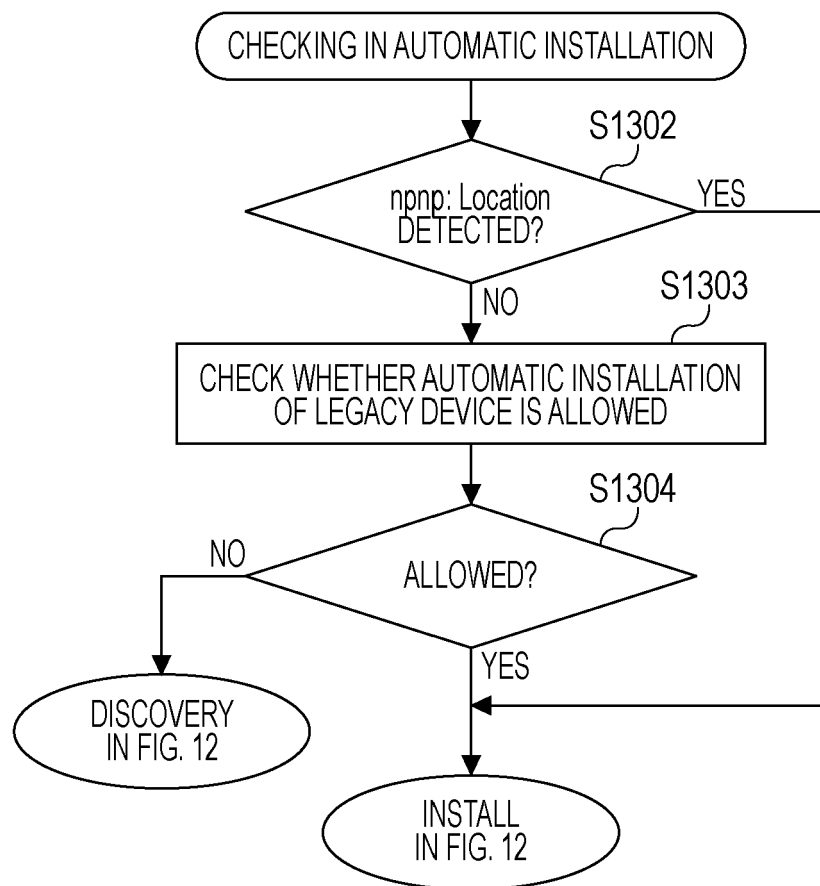 CHECKING IN AUTOMATIC INSTALLATION
S1302
npnp: Location
DETECTED?
YES
NO
S1303
CHECK WHETHER AUTOMATIC INSTALLATION
OF LEGACY DEVICE IS ALLOWED
S1304
NO
ALLOWED?
YES
DISCOVERY
IN FIG. 12
INSTALL
IN FIG. 12